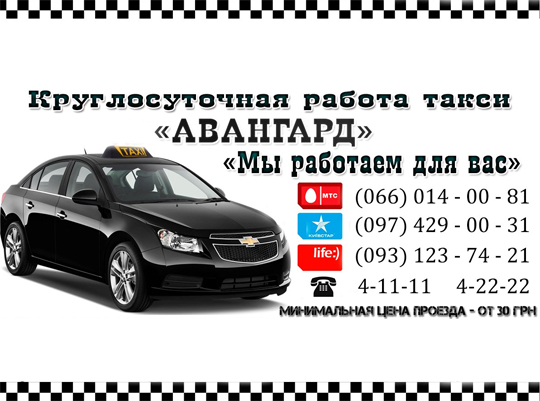 Круглосуточная работа такси
«АВАНГАРД»
«Мы работаем для вас»
TAXI
МТС (066) 014 - 00 - 81
КИЇВСТАР (097) 429 - 00 - 31
life:) (093) 123 - 74 - 21
4-11-11 4-22-22
МИНИМАЛЬНАЯ ЦЕНА ПРОЕЗДА - ОТ 30 ГРН